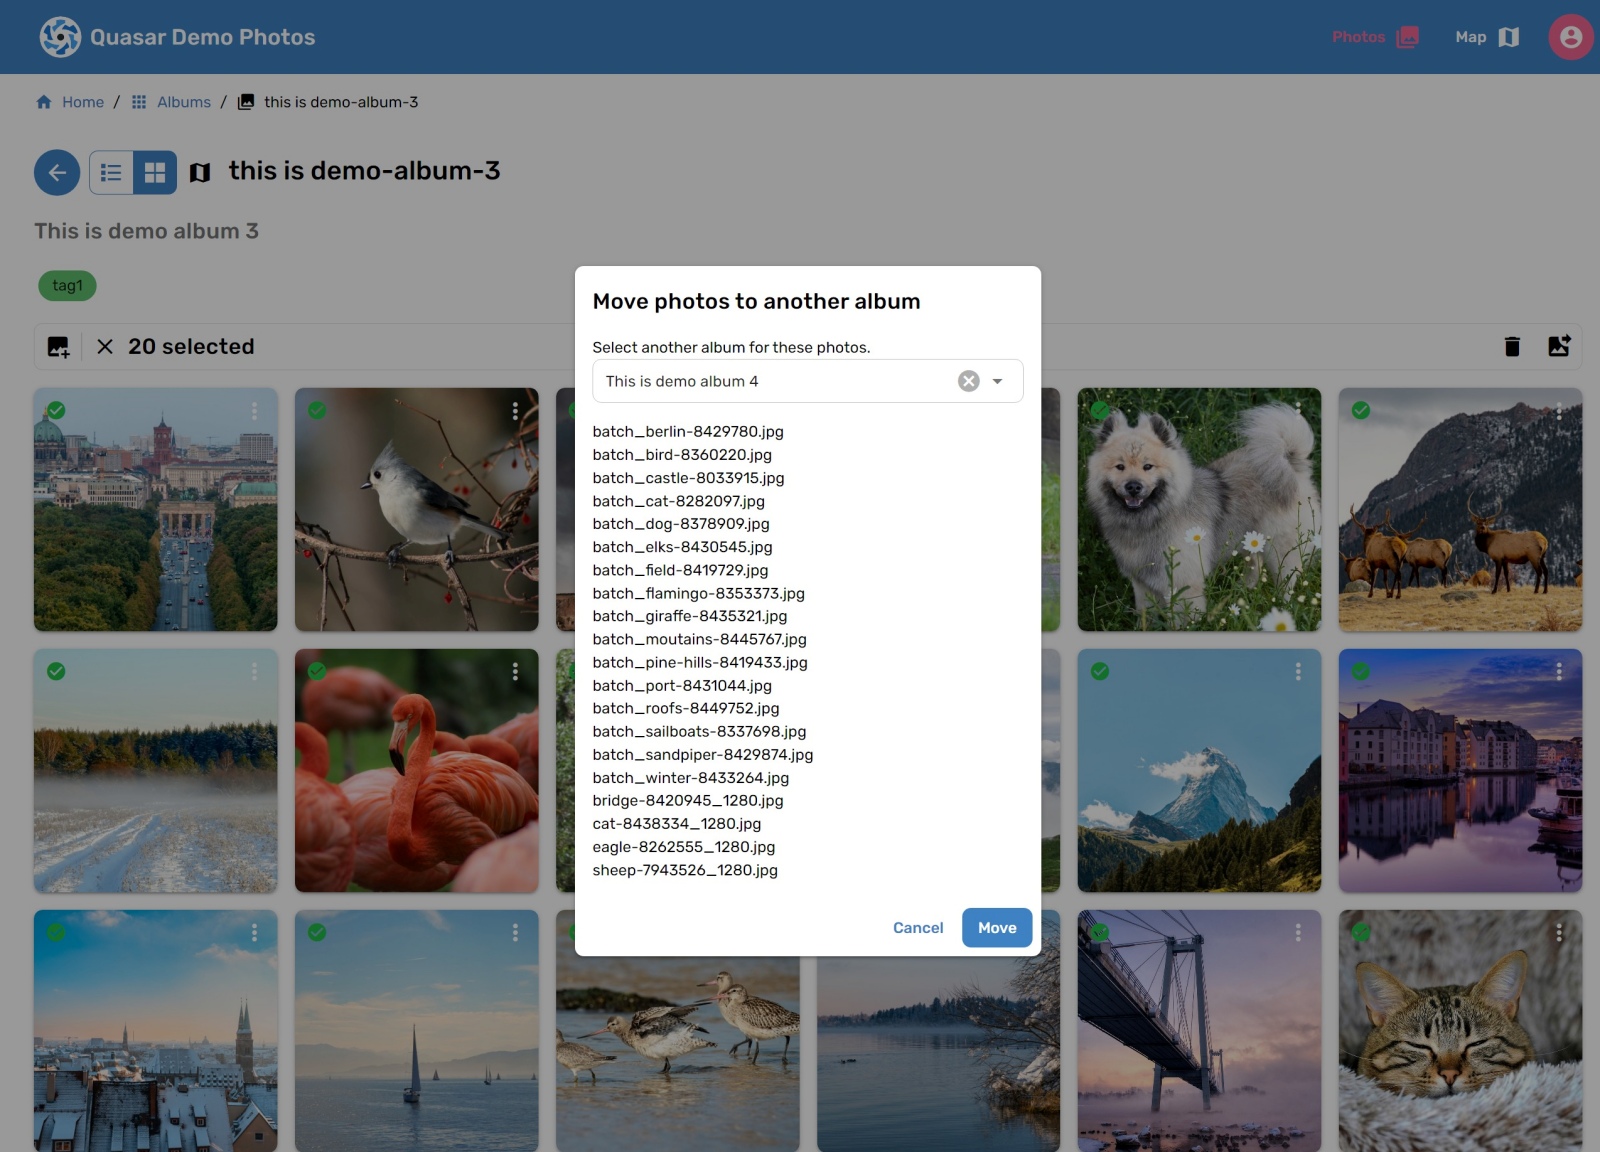 Quasar Demo Photos
Photos
Map
Home / Albums / this is demo-album-3
this is demo-album-3
This is demo album 3
tag1
20 selected
Move photos to another album
Select another album for these photos.
This is demo album 4
batch_berlin-8429780.jpg
batch_bird-8360220.jpg
batch_castle-8033915.jpg
batch_cat-8282097.jpg
batch_dog-8378909.jpg
batch_elks-8430545.jpg
batch_field-8419729.jpg
batch_flamingo-8353373.jpg
batch_giraffe-8435321.jpg
batch_moutains-8445767.jpg
batch_pine-hills-8419433.jpg
batch_port-8431044.jpg
batch_roofs-8449752.jpg
batch_sailboats-8337698.jpg
batch_sandpiper-8429874.jpg
batch_winter-8433264.jpg
bridge-8420945_1280.jpg
cat-8438334_1280.jpg
eagle-8262555_1280.jpg
sheep-7943526_1280.jpg
Cancel
Move